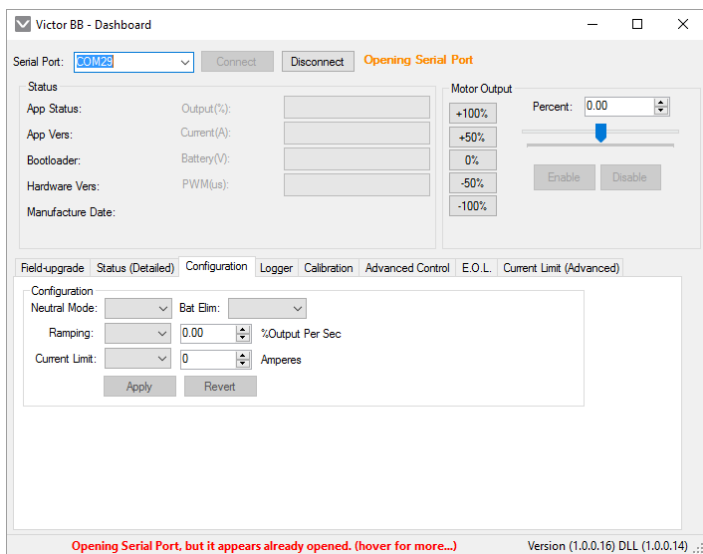 Victor BB - Dashboard
Serial Port: COM29 Connect Disconnect Opening Serial Port
Status
App Status: Output(%):
App Vers: Current(A):
Bootloader: Battery(V):
Hardware Vers: PWM(us):
Manufacture Date:
Motor Output
+100% Percent: 0.00
+50%
0%
-50% Enable Disable
-100%
Field-upgrade Status (Detailed) Configuration Logger Calibration Advanced Control E.O.L. Current Limit (Advanced)
Configuration
Neutral Mode: Bat Elim:
Ramping: 0.00 %Output Per Sec
Current Limit: 0 Amperes
Apply Revert
Opening Serial Port, but it appears already opened. (hover for more...) Version (1.0.0.16) DLL (1.0.0.14)